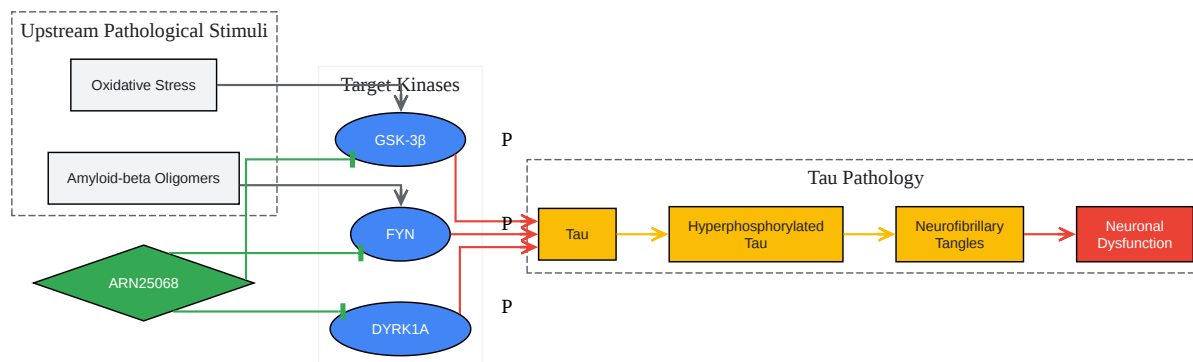 Upstream Pathological Stimuli
Oxidative Stress
Target Kinases
GSK-3β
P
Amyloid-beta Oligomers
Tau Pathology
FYN
P
Tau
Hyperphosphorylated
Tau
Neurofibrillary
Tangles
Neuronal
Dysfunction
ARN25068
DYRK1A
P